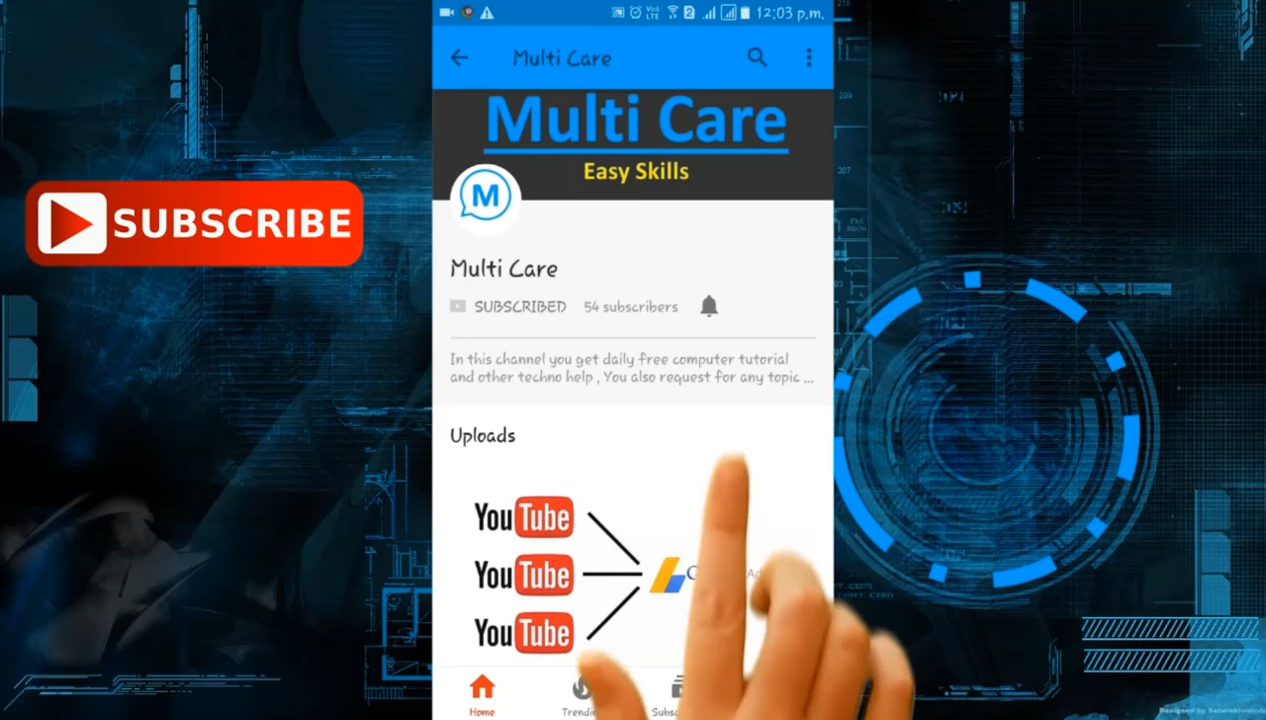 VoLTE 2 12:03 p.m.
Multi Care
Multi Care
Easy Skills
M
SUBSCRIBE
Multi Care
SUBSCRIBED 54 subscribers
In this channel you get daily free computer tutorial
and other techno help , You also request for any topic ...
Uploads
YouTube
YouTube
YouTube
Home